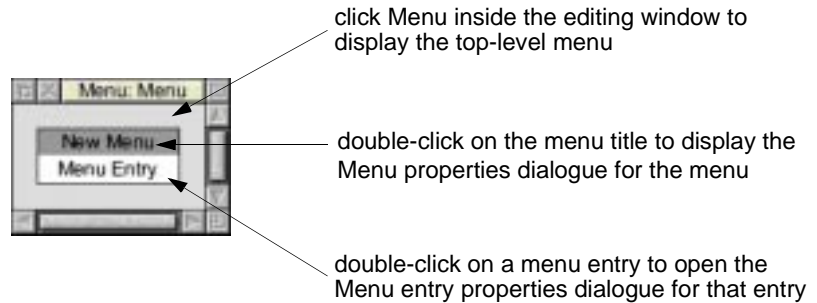 click Menu inside the editing window to
display the top-level menu
Menu: Menu
New Menu
Menu Entry
double-click on the menu title to display the
Menu properties dialogue for the menu
double-click on a menu entry to open the
Menu entry properties dialogue for that entry